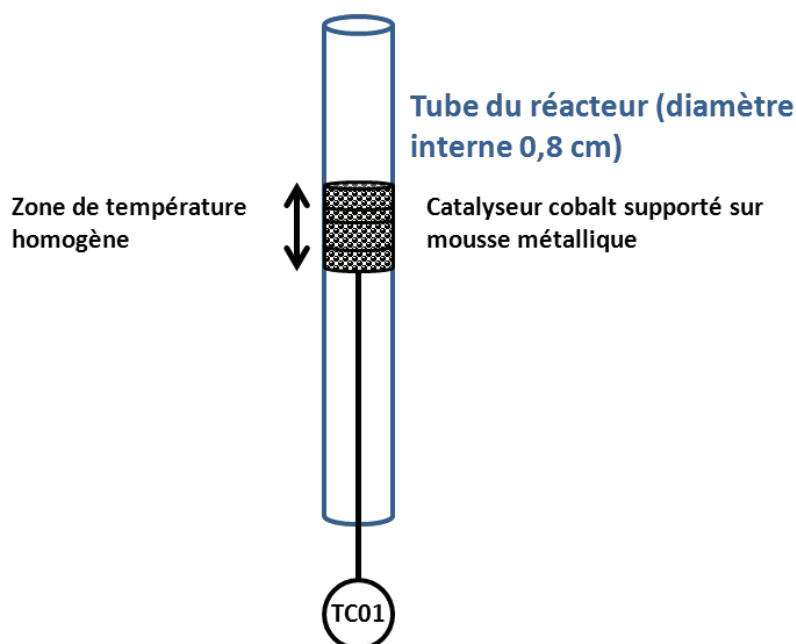 Tube du réacteur (diamètre
interne 0,8 cm)
Zone de température
homogène
Catalyseur cobalt supporté sur
mousse métallique
TC01